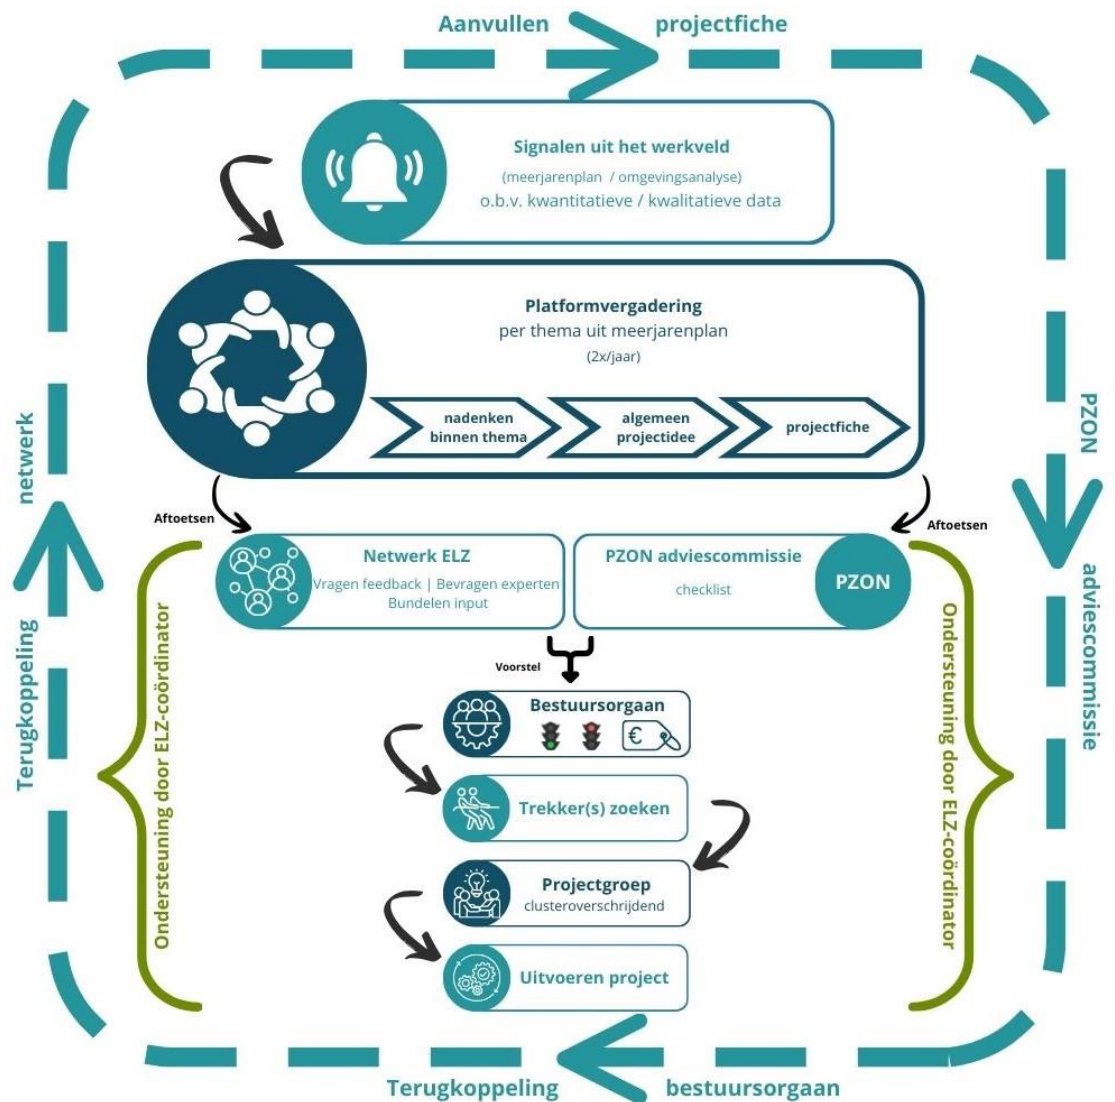 Aanvullen projectfiche
Signalen uit het werkveld
(meerjarenplan / omgevingsanalyse)
o.b.v. kwantitatieve / kwalitatieve data
Platformvergadering
per thema uit meerjarenplan
(2x/jaar)
nadenken
binnen thema
algemeen
projectidee
projectfiche
Aftoetsen
Aftoetsen
Netwerk ELZ
Vragen feedback | Bevragen experten
Bundelen input
PZON adviescommissie
checklist
PZON
Voorstel
Bestuursorgaan
€
Trekker(s) zoeken
Projectgroep
clusteroverschrijdend
Uitvoeren project
Ondersteuning door ELZ-coördinator
Ondersteuning door ELZ-coördinator
PZON adviescommissie
Terugkoppeling bestuursorgaan
Terugkoppeling netwerk